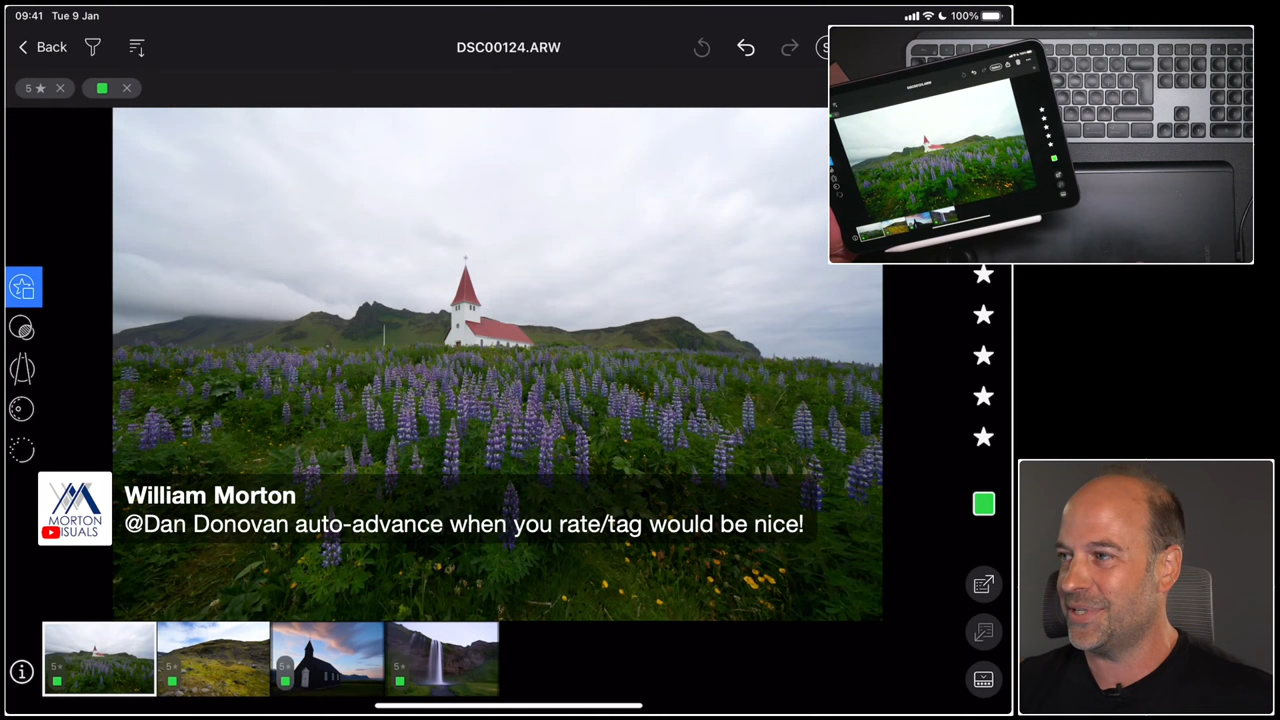 09:41 Tue 9 Jan
100%
Back
DSC00124.ARW
5★
William Morton
@Dan Donovan auto-advance when you rate/tag would be nice!
MORTON
VISUALS
5★
5★
5★
5★